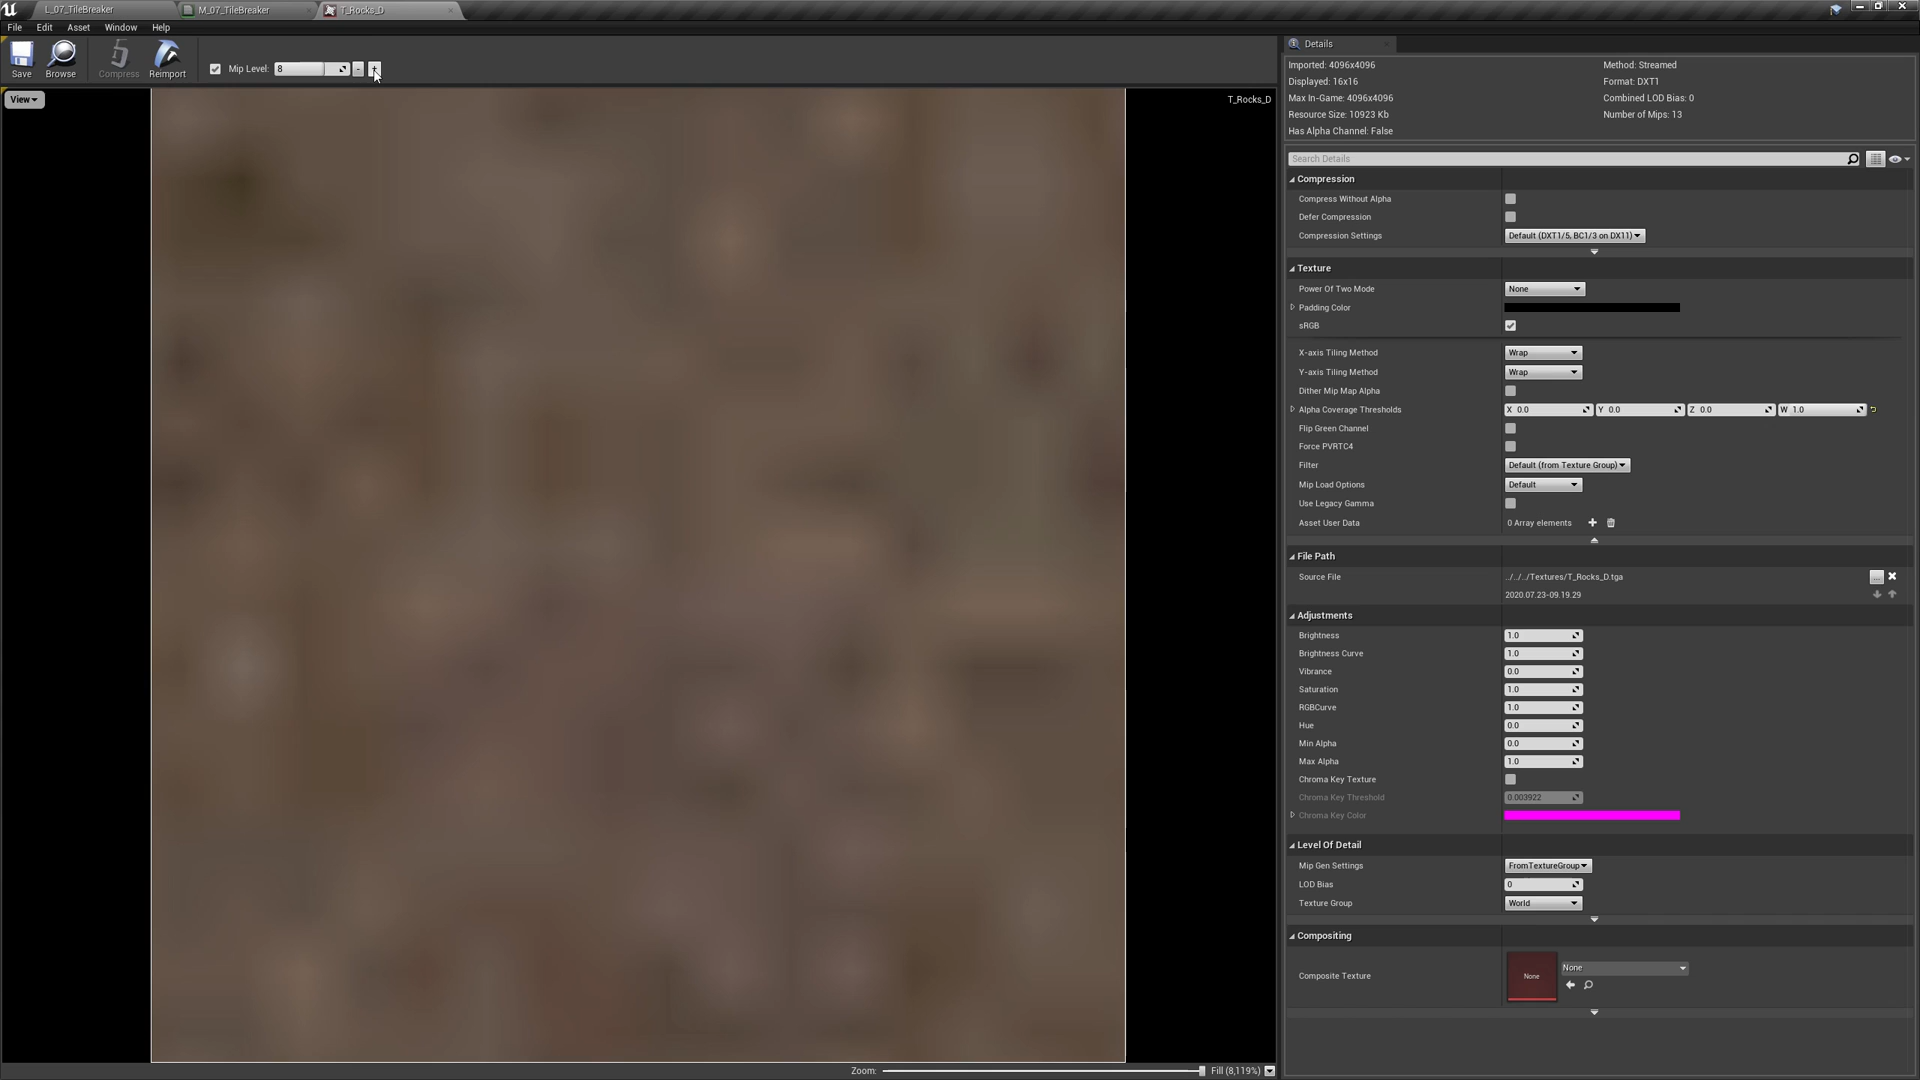 L_07_TileBreaker
M_07_TileBreaker
T_Rocks_D
File Edit Asset Window Help
Save Browse Compress Reimport
Mip Level: 8 - +
View
T_Rocks_D
Zoom: Fill (8,119%)
Details
Imported: 4096x4096 Method: Streamed
Displayed: 16x16 Format: DXT1
Max In-Game: 4096x4096 Combined LOD Bias: 0
Resource Size: 10923 Kb Number of Mips: 13
Has Alpha Channel: False
Search Details
Compression
Compress Without Alpha
Defer Compression
Compression Settings Default (DXT1/5, BC1/3 on DX11)
Texture
Power Of Two Mode None
Padding Color
sRGB
X-axis Tiling Method Wrap
Y-axis Tiling Method Wrap
Dither Mip Map Alpha
Alpha Coverage Thresholds X 0.0 Y 0.0 Z 0.0 W 1.0
Flip Green Channel
Force PVRTC4
Filter Default (from Texture Group)
Mip Load Options Default
Use Legacy Gamma
Asset User Data 0 Array elements
File Path
Source File ../../../Textures/T_Rocks_D.tga ...
2020.07.23-09.19.29
Adjustments
Brightness 1.0
Brightness Curve 1.0
Vibrance 0.0
Saturation 1.0
RGBCurve 1.0
Hue 0.0
Min Alpha 0.0
Max Alpha 1.0
Chroma Key Texture
Chroma Key Threshold 0.003922
Chroma Key Color
Level Of Detail
Mip Gen Settings FromTextureGroup
LOD Bias 0
Texture Group World
Compositing
Composite Texture None None